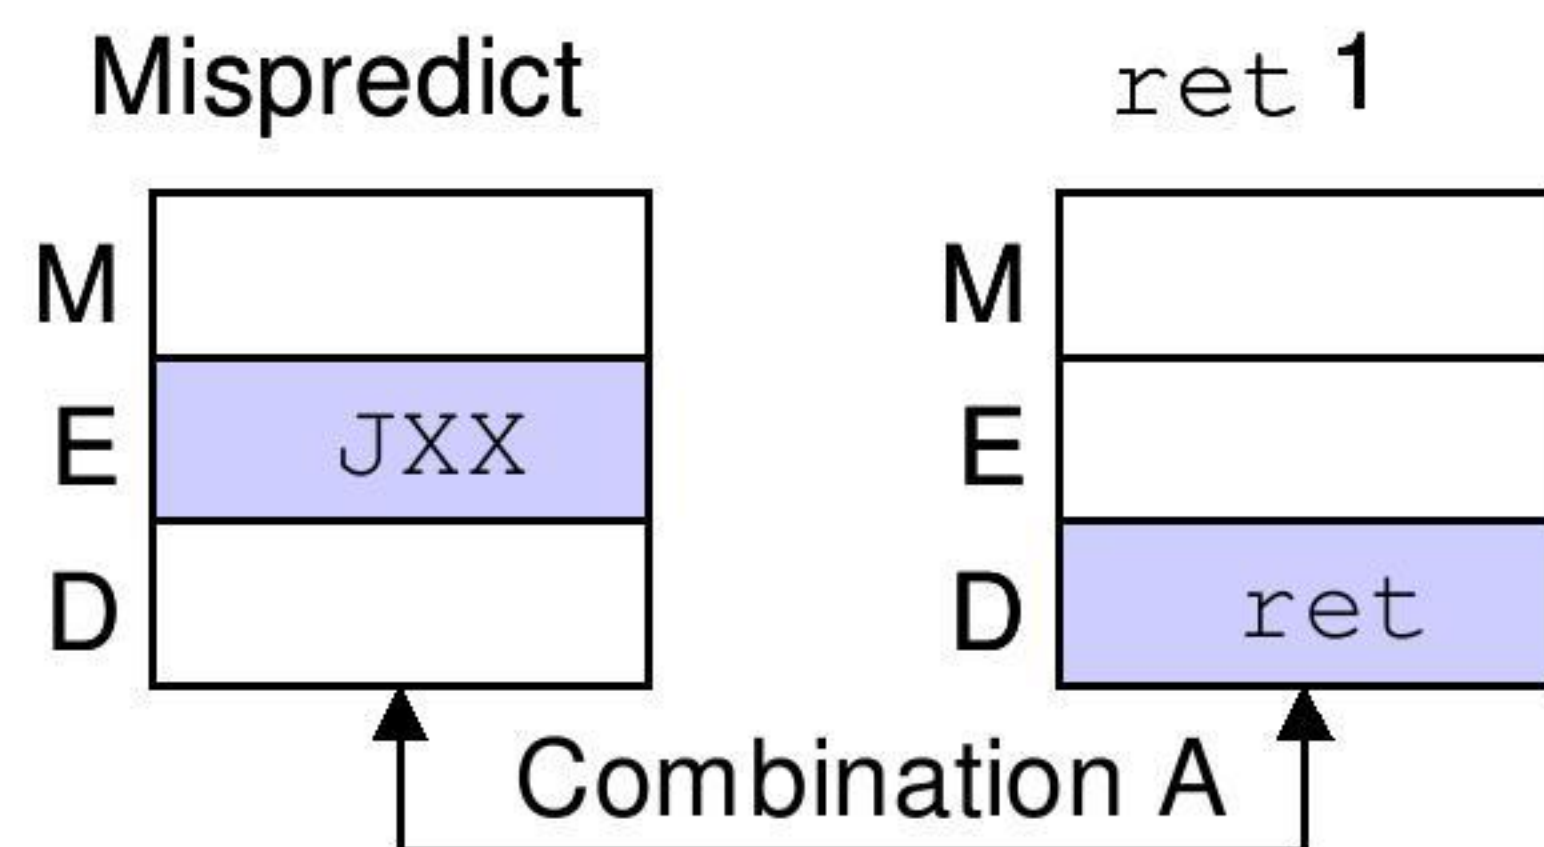 Mispredict
ret 1
M
E JXX
D
M
E
D ret
Combination A